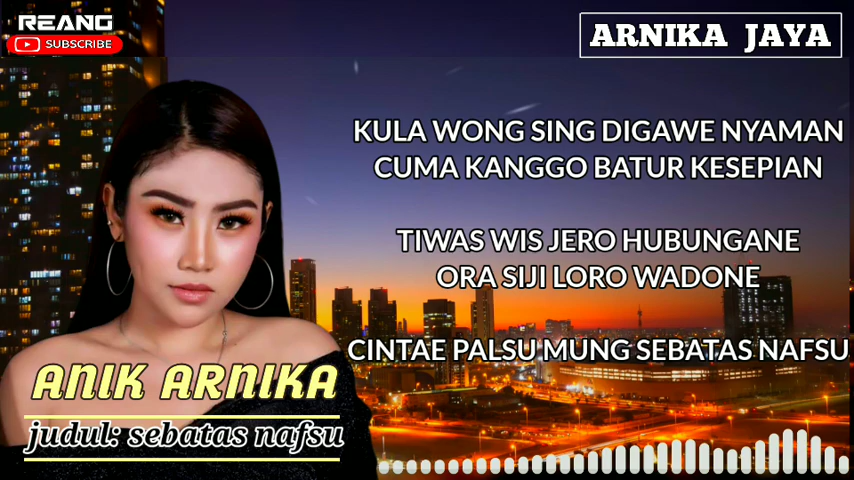 REANG
SUBSCRIBE
ARNIKA JAYA
KULA WONG SING DIGAWE NYAMAN
CUMA KANGGO BATUR KESEPIAN
TIWAS WIS JERO HUBUNGANE
ORA SIJI LORO WADONE
CINTAE PALSU MUNG SEBATAS NAFSU
ANIK ARNIKA
judul: sebatas nafsu